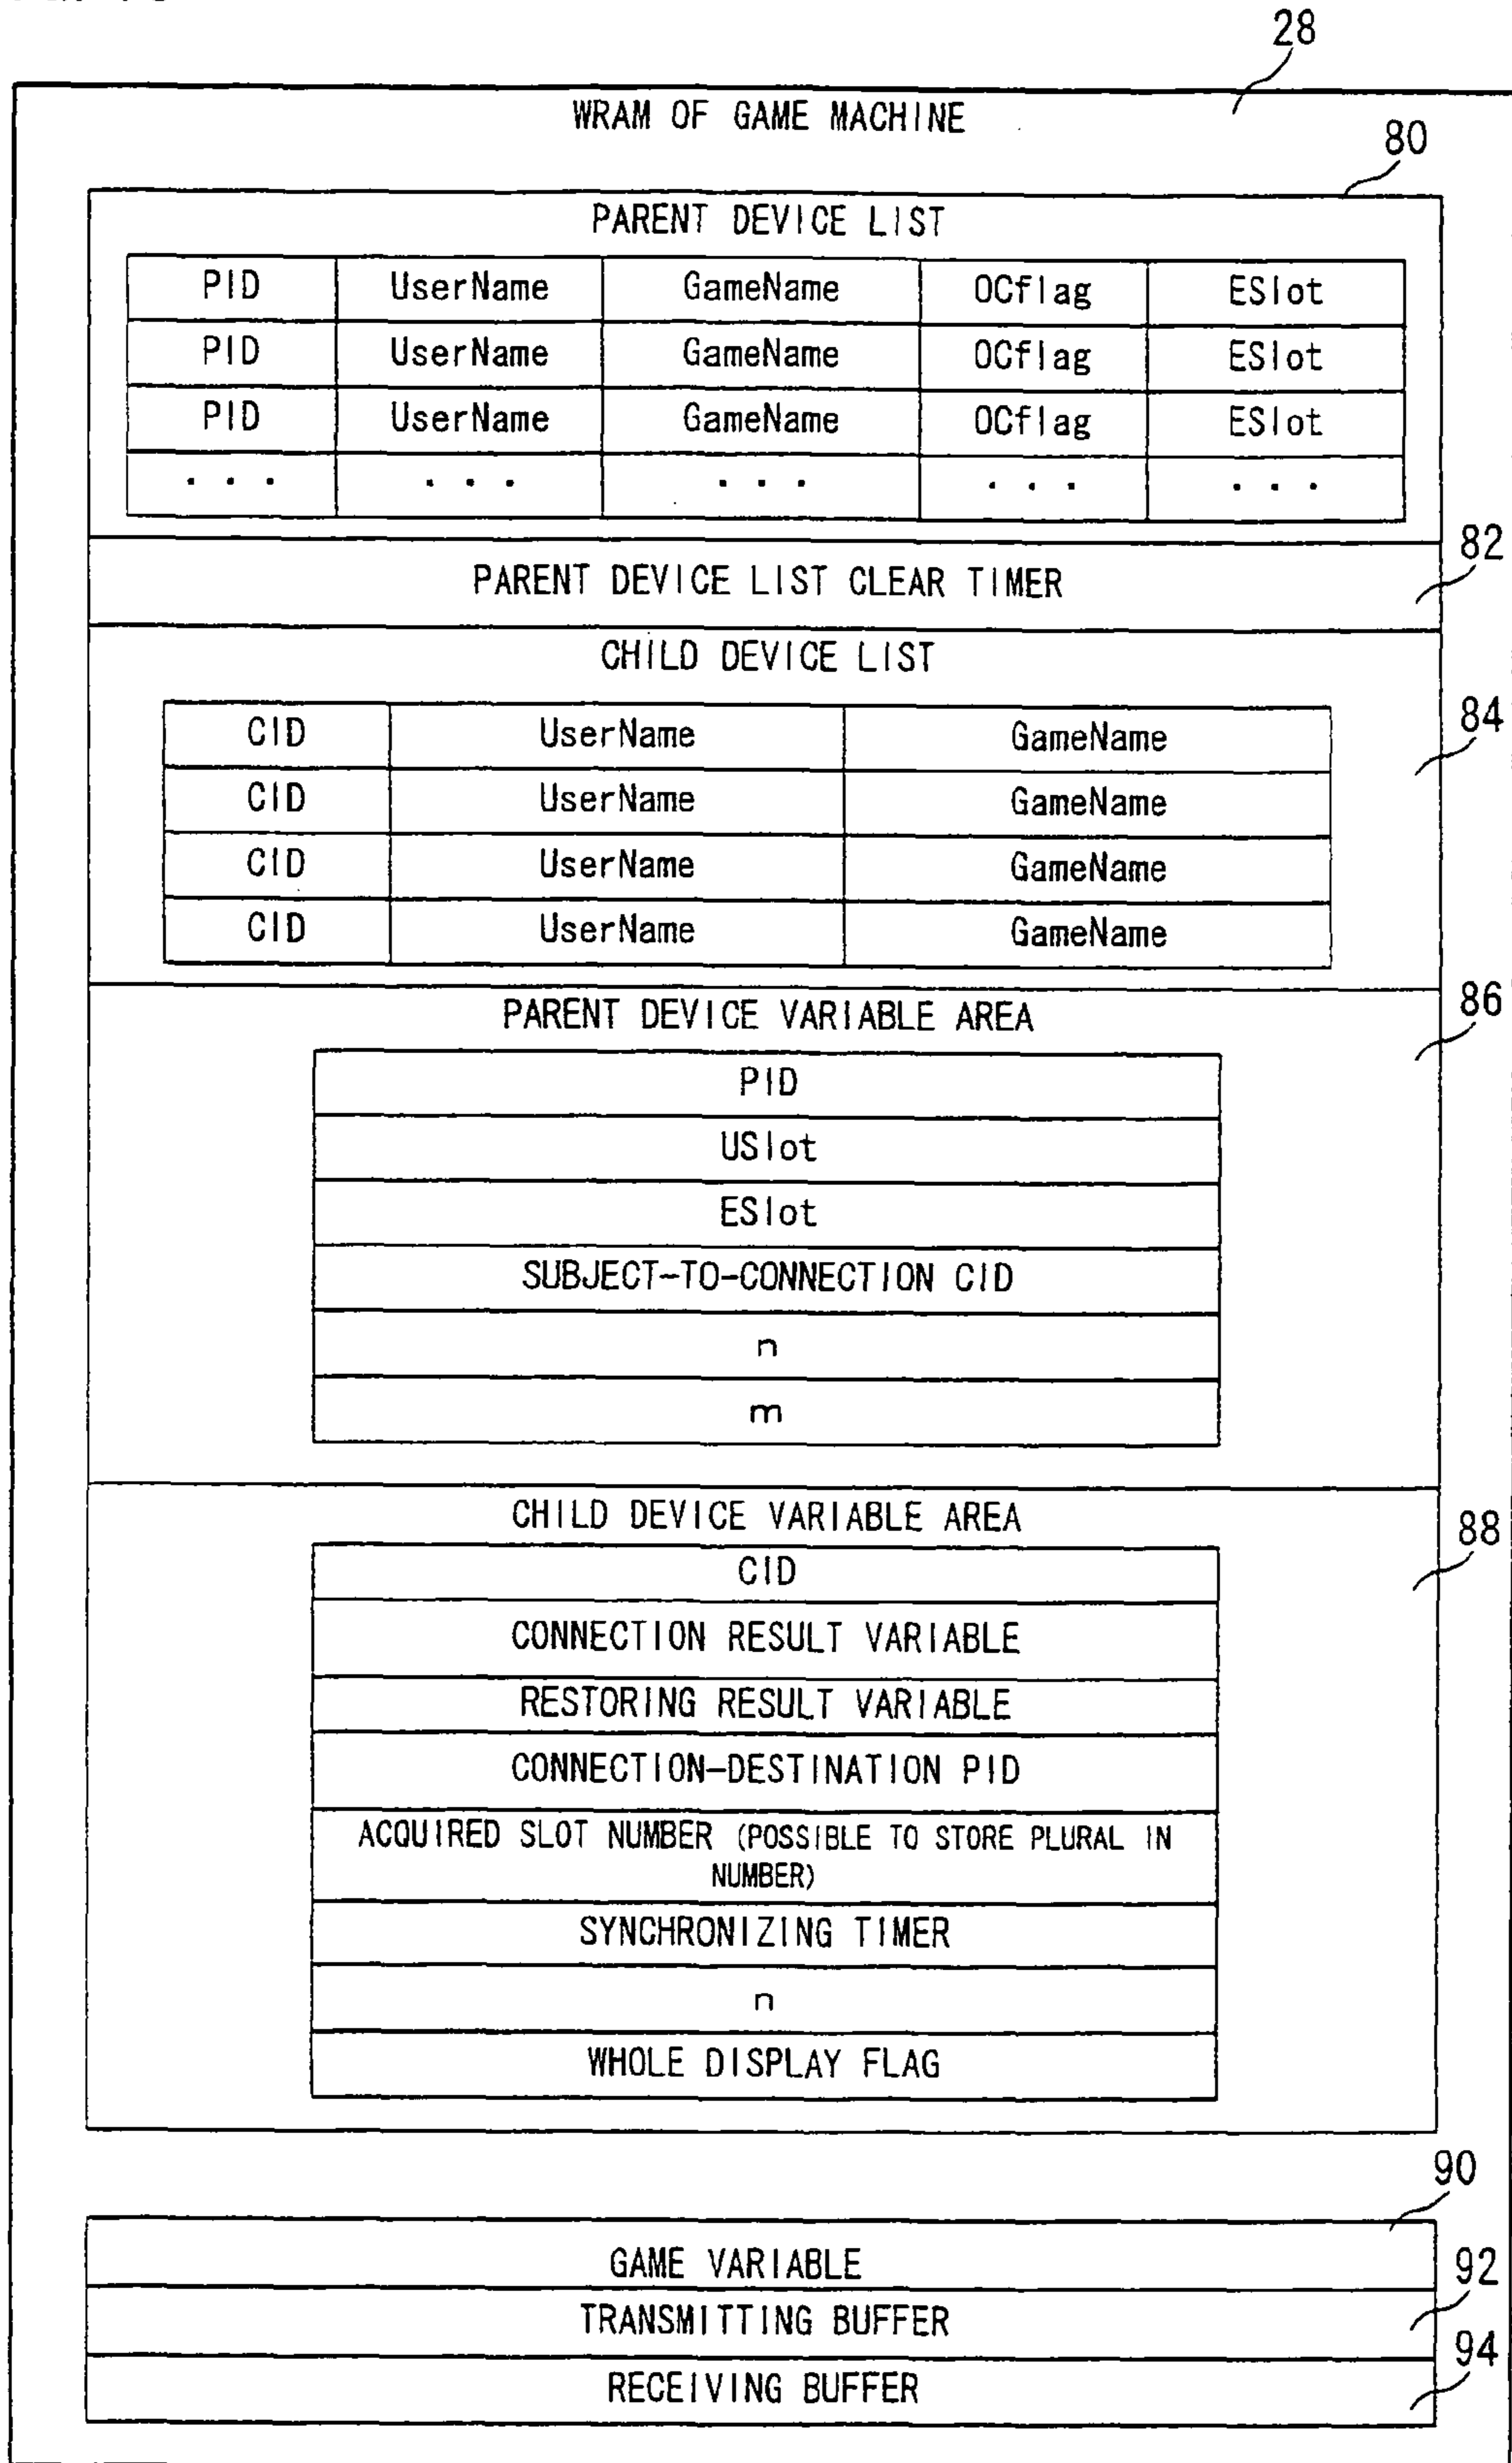 28
WRAM OF GAME MACHINE
80
PARENT DEVICE LIST
PID UserName GameName OCflag ESlot
PID UserName GameName OCflag ESlot
PID UserName GameName OCflag ESlot
... ... ... ... ...
82
PARENT DEVICE LIST CLEAR TIMER
CHILD DEVICE LIST
84
CID UserName GameName
CID UserName GameName
CID UserName GameName
CID UserName GameName
86
PARENT DEVICE VARIABLE AREA
PID
USlot
ESlot
SUBJECT-TO-CONNECTION CID
n
m
CHILD DEVICE VARIABLE AREA
88
CID
CONNECTION RESULT VARIABLE
RESTORING RESULT VARIABLE
CONNECTION-DESTINATION PID
ACQUIRED SLOT NUMBER (POSSIBLE TO STORE PLURAL IN
NUMBER)
SYNCHRONIZING TIMER
n
WHOLE DISPLAY FLAG
90
GAME VARIABLE
92
TRANSMITTING BUFFER
94
RECEIVING BUFFER